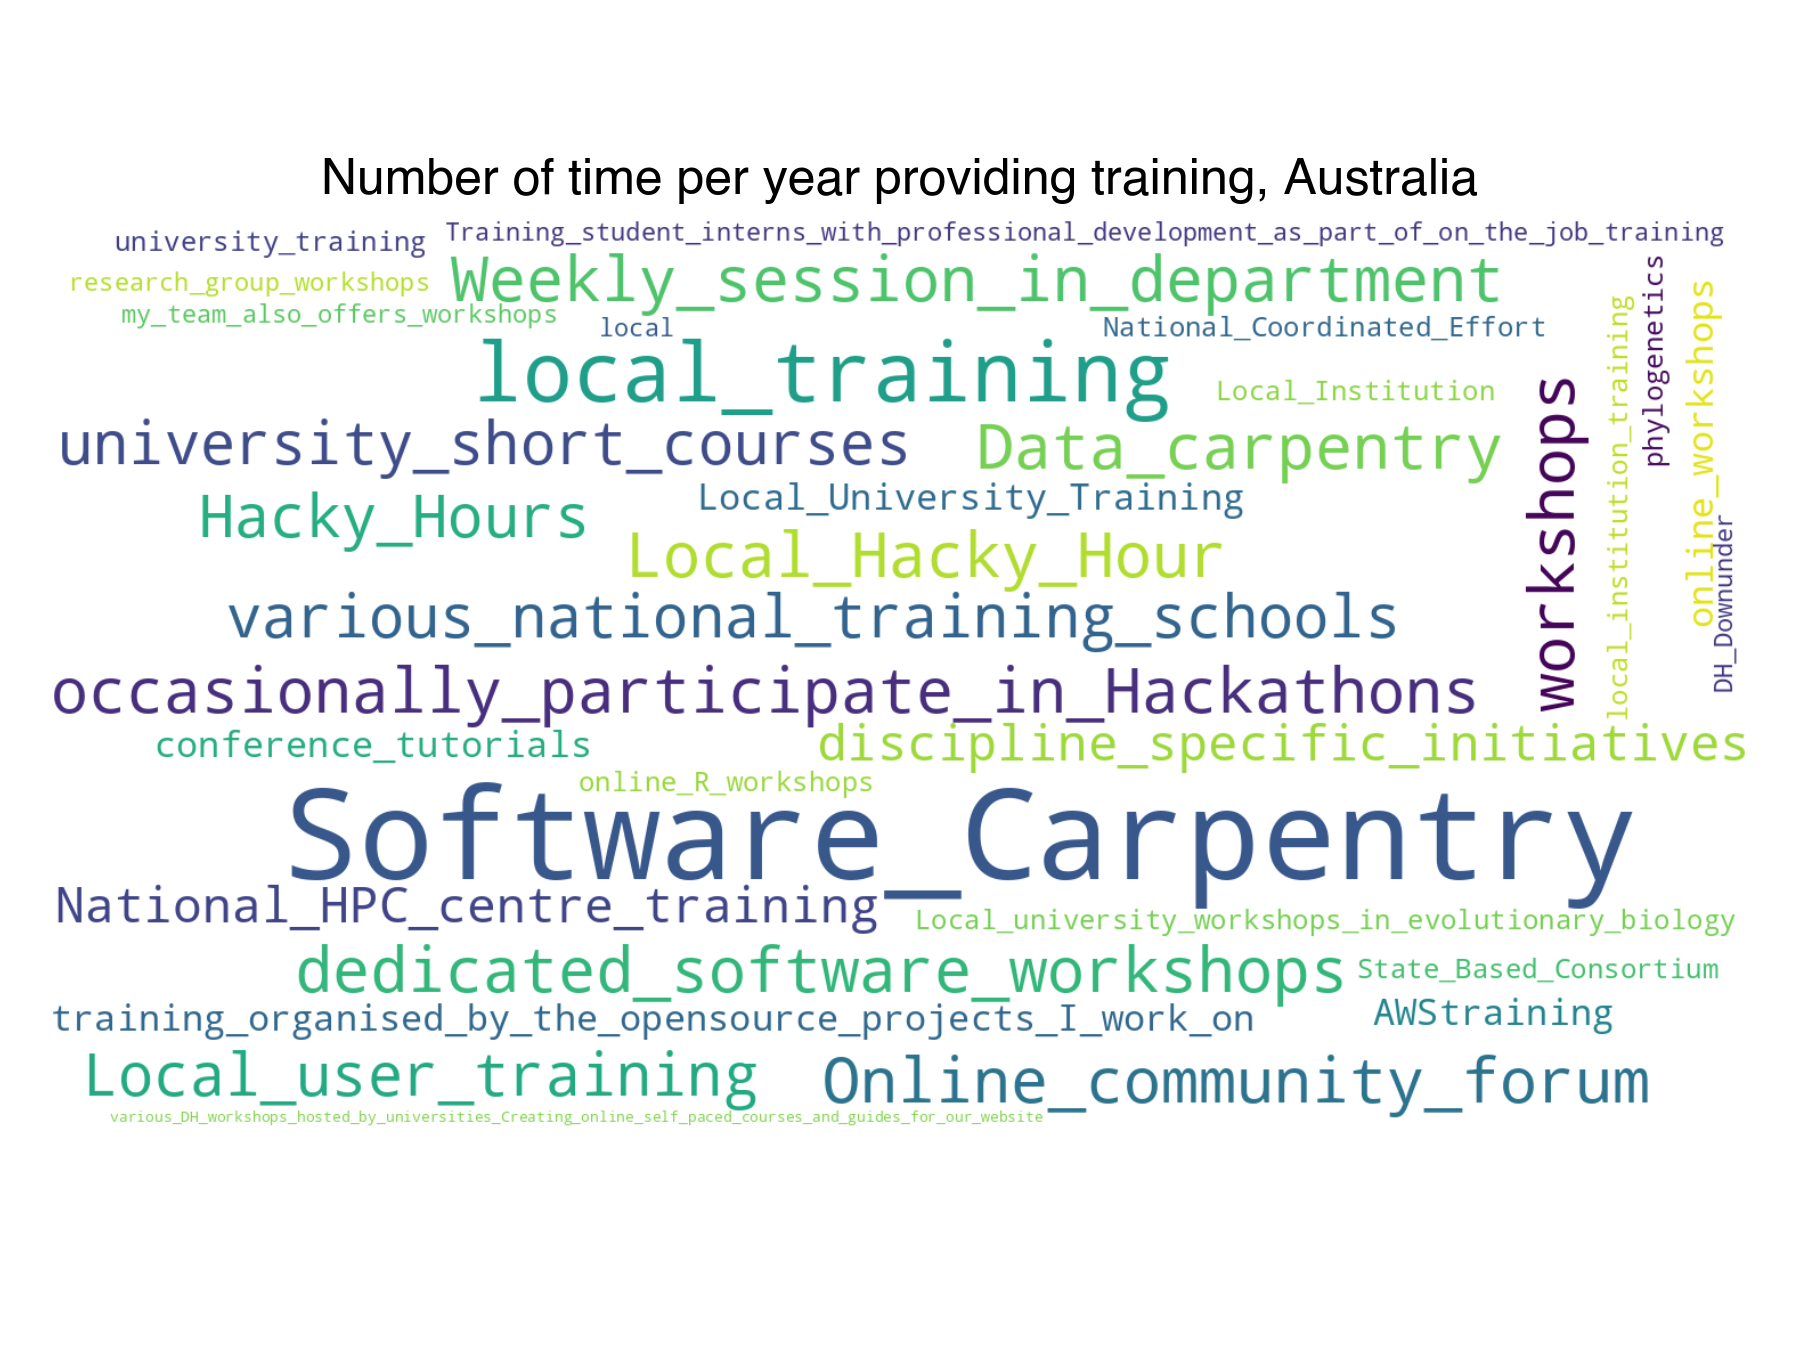 Number of time per year providing training, Australia
university_training
Training_student_interns_with_professional_development_as_part_of_on_the_job_training
research_group_workshops
Weekly_session_in_department
my_team_also_offers_workshops
local
National_Coordinated_Effort
local_training
Local_Institution
university_short_courses
Data_carpentry
Hacky_Hours
Local_University_Training
Local_Hacky_Hour
various_national_training_schools
occasionally_participate_in_Hackathons
workshops
local_institution_training
phylogenetics
online_workshops
DH_Downunder
conference_tutorials
discipline_specific_initiatives
online_R_workshops
Software_Carpentry
National_HPC_centre_training
Local_university_workshops_in_evolutionary_biology
dedicated_software_workshops
State_Based_Consortium
training_organised_by_the_opensource_projects_I_work_on
AWStraining
Local_user_training
Online_community_forum
various_DH_workshops_hosted_by_universities_Creating_online_self_paced_courses_and_guides_for_our_website